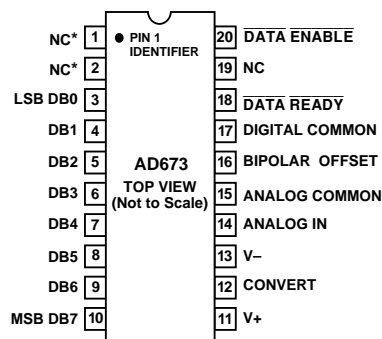 NC* 1 PIN 1 20 DATA ENABLE
IDENTIFIER
NC* 2 19 NC
LSB DB0 3 18 DATA READY
DB1 4 17 DIGITAL COMMON
DB2 5 AD673 16 BIPOLAR OFFSET
DB3 6 TOP VIEW 15 ANALOG COMMON
(Not to Scale)
DB4 7 14 ANALOG IN
DB5 8 13 V–
DB6 9 12 CONVERT
MSB DB7 10 11 V+